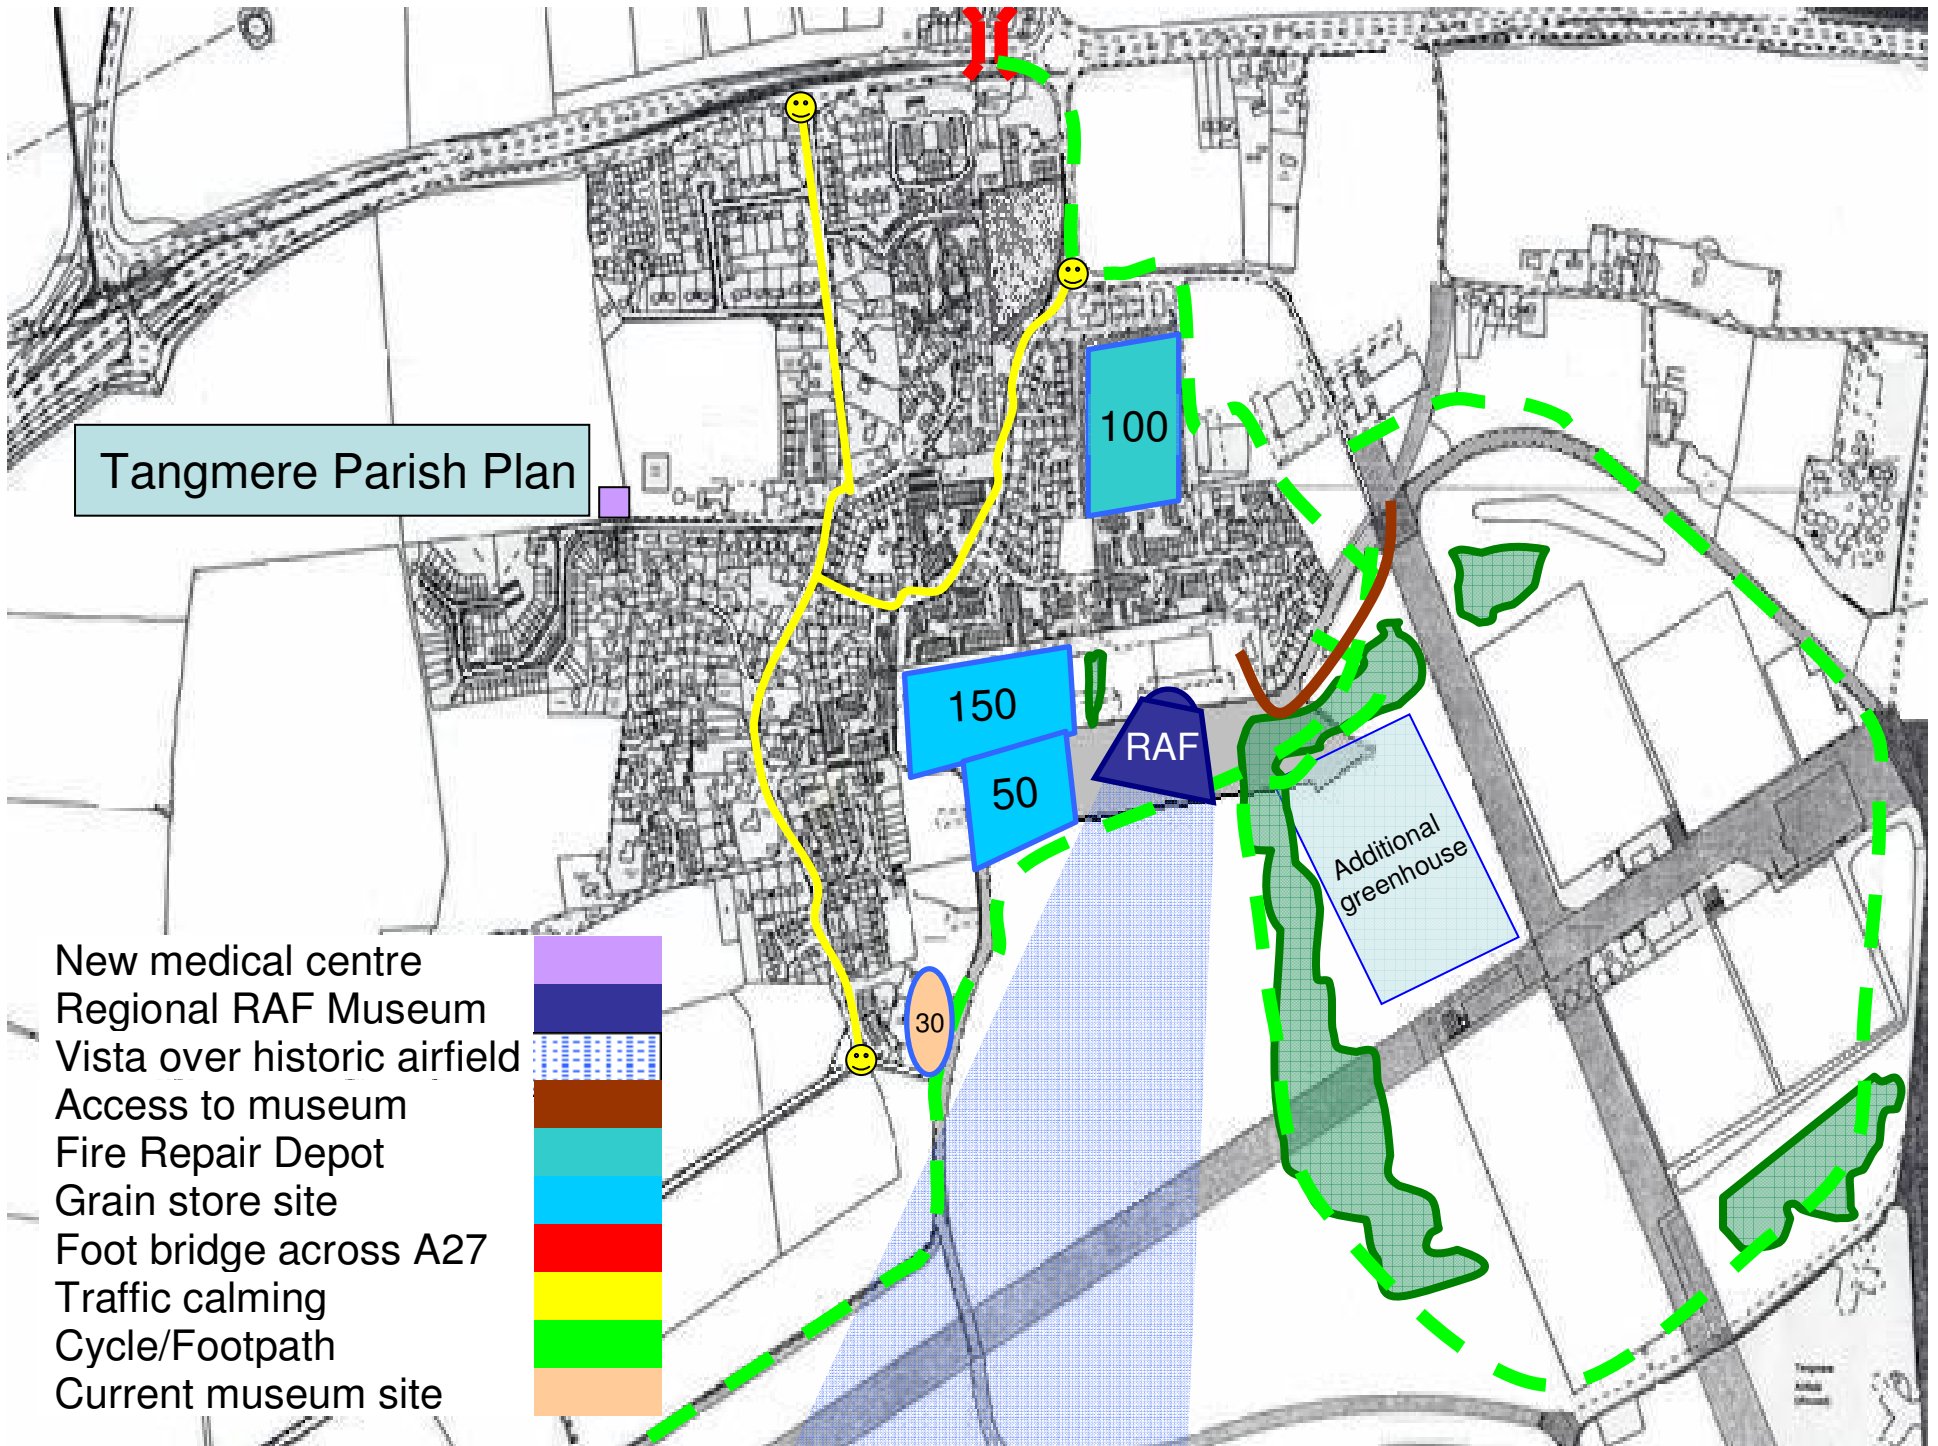 100
Tangmere Parish Plan
150
RAF
50
Additional
greenhouse
30
New medical centre
Regional RAF Museum
Vista over historic airfield
Access to museum
Fire Repair Depot
Grain store site
Foot bridge across A27
Traffic calming
Cycle/Footpath
Current museum site